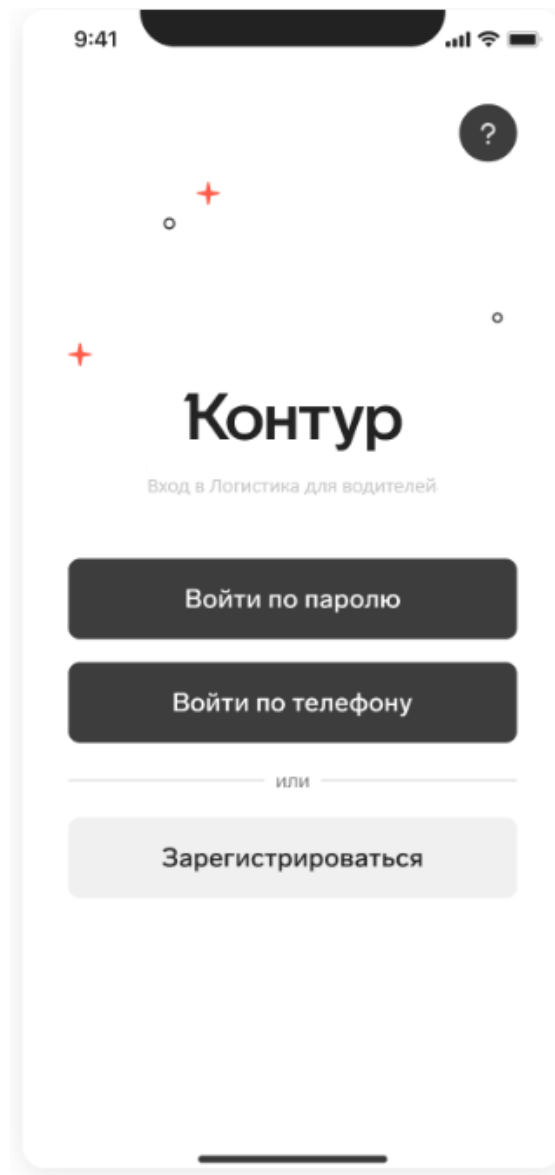 9:41
?
Контур
Вход в Логистика для водителей
Войти по паролю
Войти по телефону
или
Зарегистрироваться